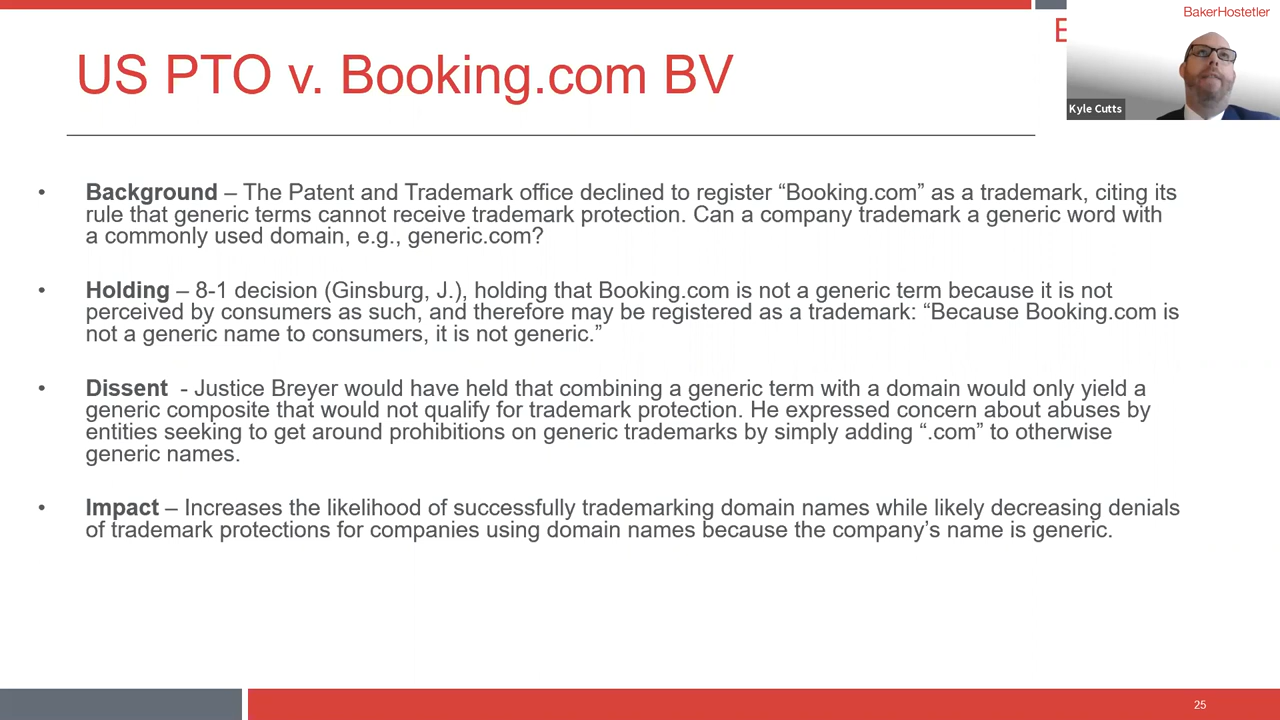 BakerHostetler
US PTO v. Booking.com BV
Kyle Cutts
• Background – The Patent and Trademark office declined to register “Booking.com” as a trademark, citing its
rule that generic terms cannot receive trademark protection. Can a company trademark a generic word with
a commonly used domain, e.g., generic.com?
• Holding – 8-1 decision (Ginsburg, J.), holding that Booking.com is not a generic term because it is not
perceived by consumers as such, and therefore may be registered as a trademark: “Because Booking.com is
not a generic name to consumers, it is not generic.”
• Dissent - Justice Breyer would have held that combining a generic term with a domain would only yield a
generic composite that would not qualify for trademark protection. He expressed concern about abuses by
entities seeking to get around prohibitions on generic trademarks by simply adding “.com” to otherwise
generic names.
• Impact – Increases the likelihood of successfully trademarking domain names while likely decreasing denials
of trademark protections for companies using domain names because the company’s name is generic.
25